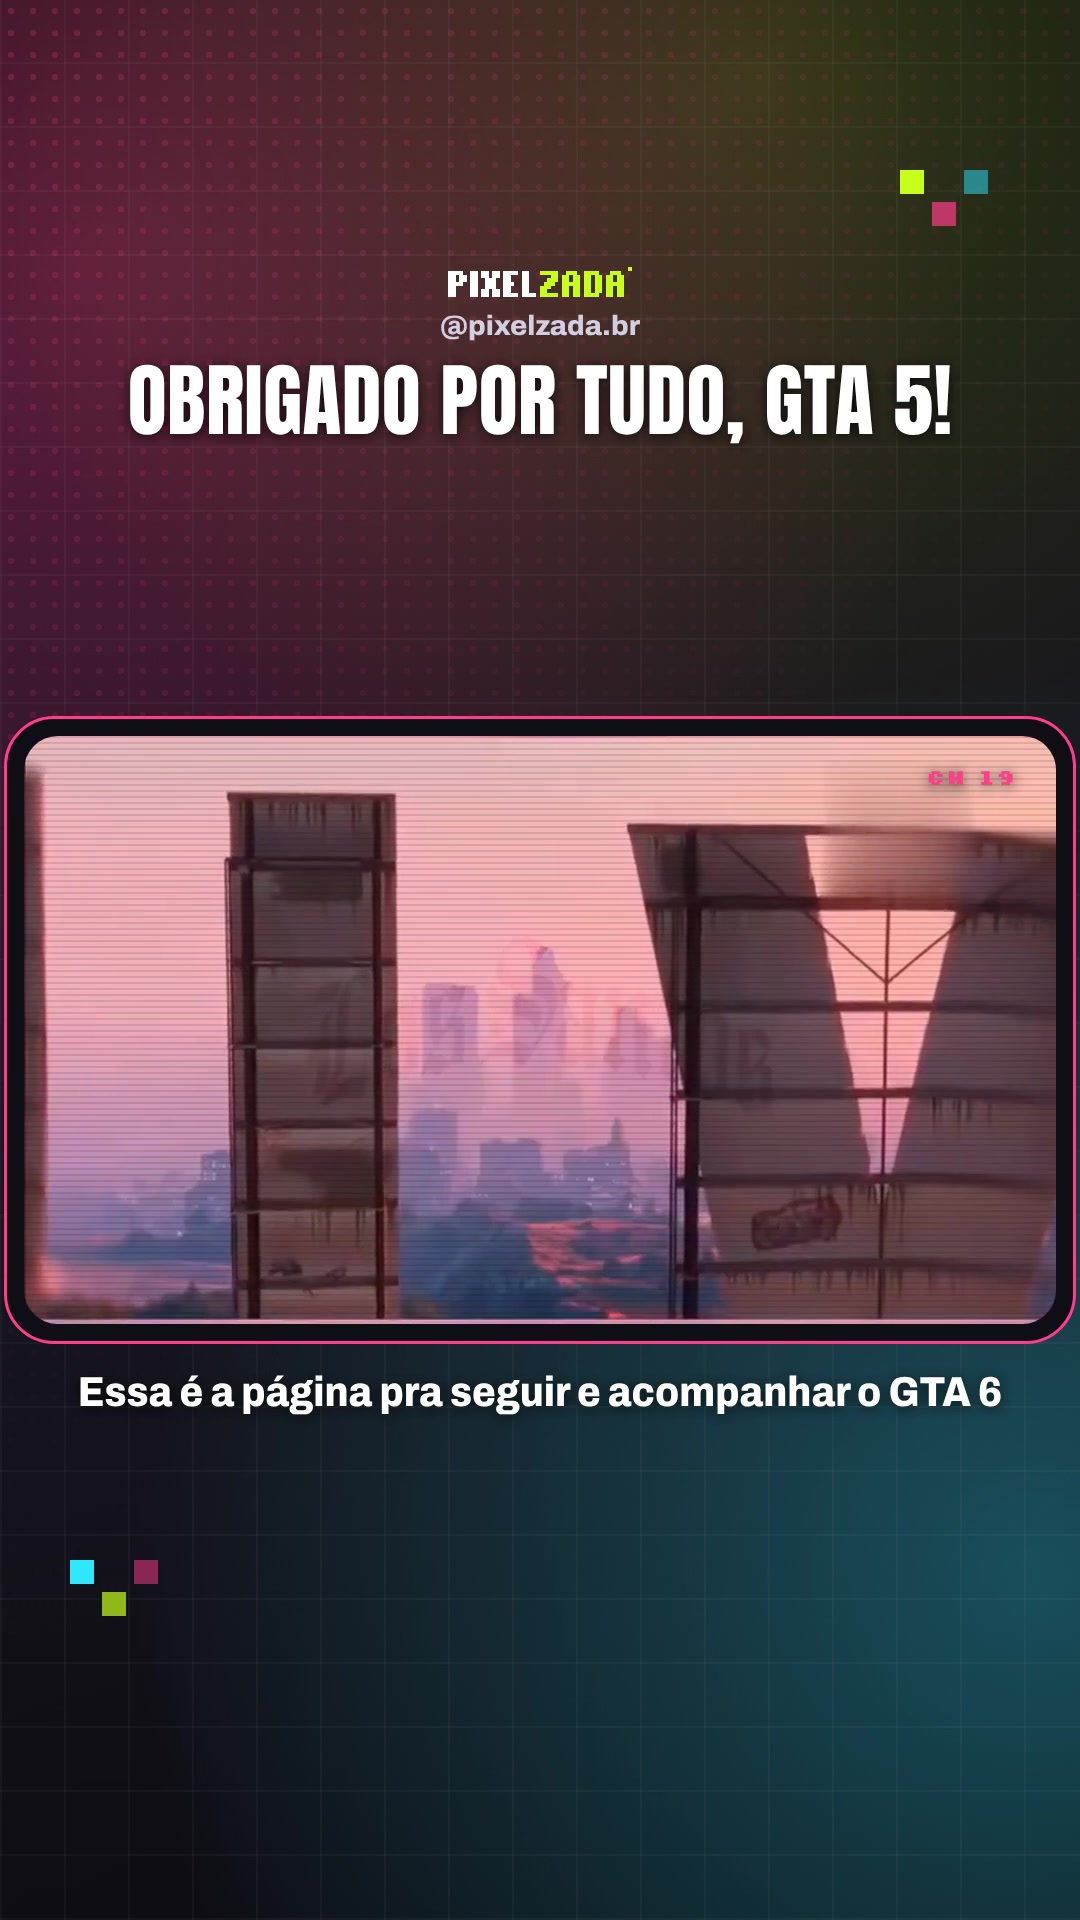 PIXELZADA
@pixelzada.br
OBRIGADO POR TUDO, GTA 5!
CH 19
Essa é a página pra seguir e acompanhar o GTA 6